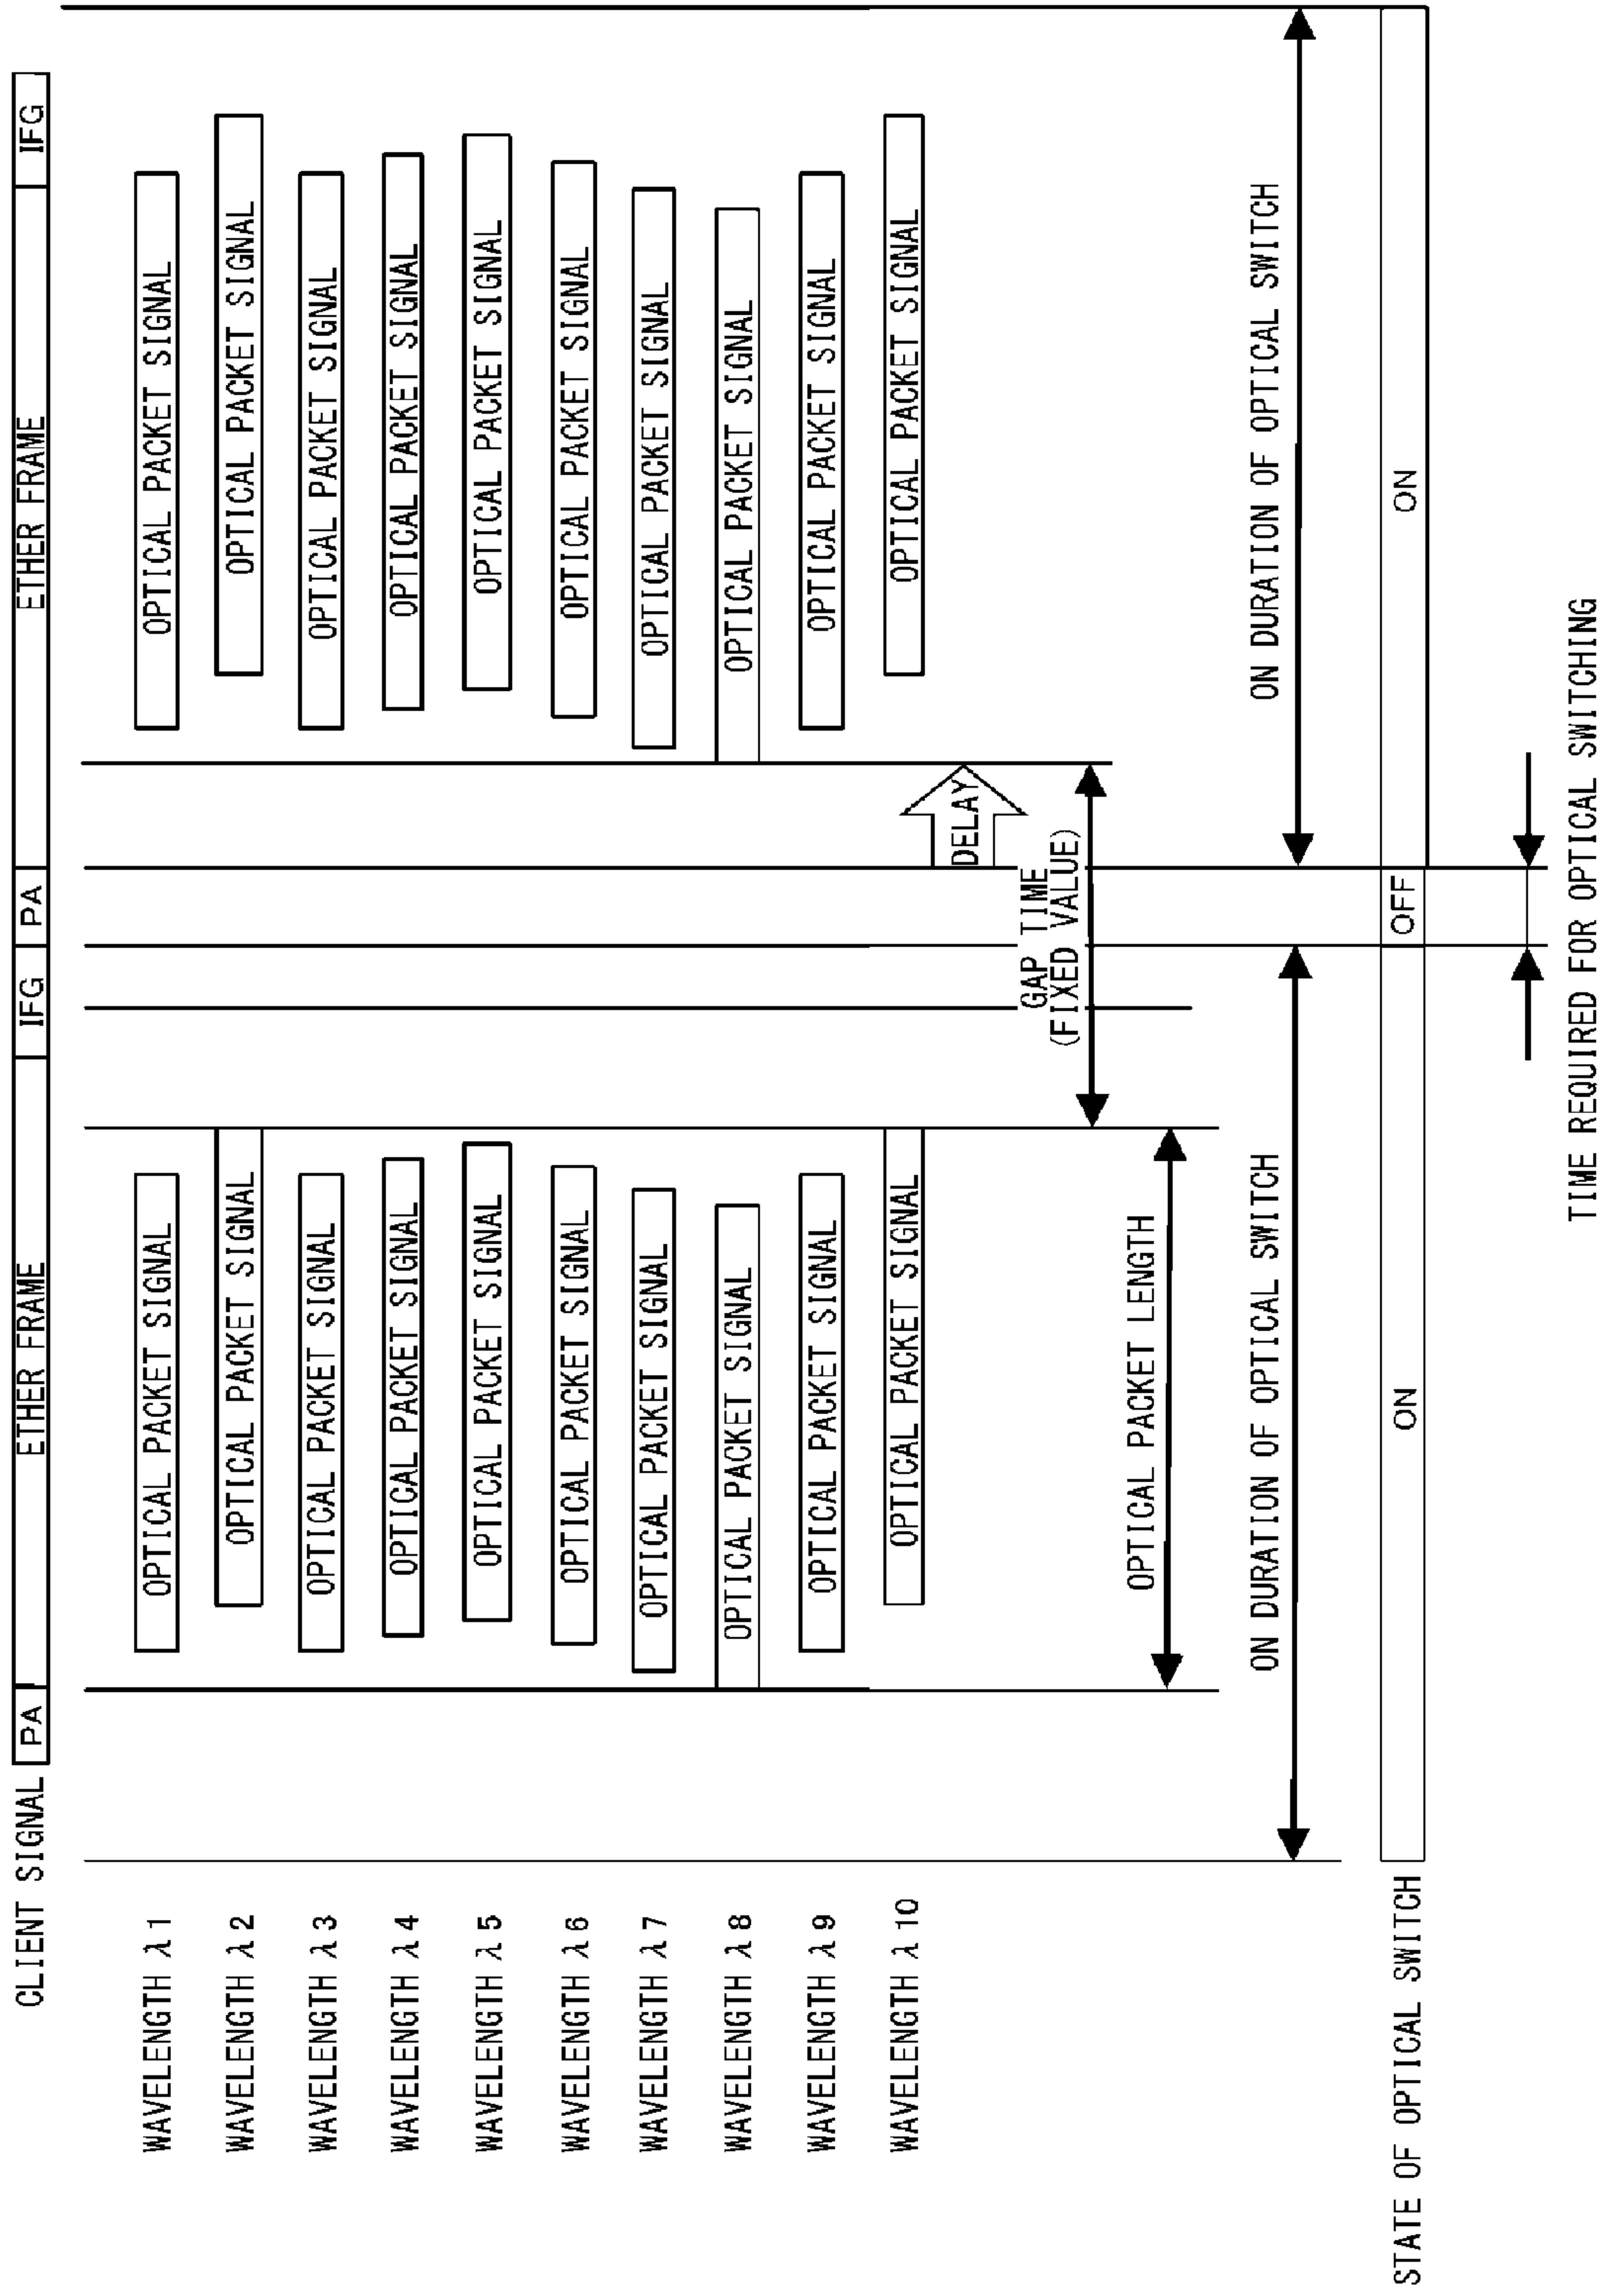 CLIENT SIGNAL PA ETHER FRAME IFG PA ETHER FRAME IFG
WAVELENGTH λ1 OPTICAL PACKET SIGNAL OPTICAL PACKET SIGNAL
WAVELENGTH λ2 OPTICAL PACKET SIGNAL OPTICAL PACKET SIGNAL
WAVELENGTH λ3 OPTICAL PACKET SIGNAL OPTICAL PACKET SIGNAL
WAVELENGTH λ4 OPTICAL PACKET SIGNAL OPTICAL PACKET SIGNAL
WAVELENGTH λ5 OPTICAL PACKET SIGNAL OPTICAL PACKET SIGNAL
WAVELENGTH λ6 OPTICAL PACKET SIGNAL OPTICAL PACKET SIGNAL
WAVELENGTH λ7 OPTICAL PACKET SIGNAL OPTICAL PACKET SIGNAL
WAVELENGTH λ8 OPTICAL PACKET SIGNAL OPTICAL PACKET SIGNAL
WAVELENGTH λ9 OPTICAL PACKET SIGNAL OPTICAL PACKET SIGNAL
WAVELENGTH λ10 OPTICAL PACKET SIGNAL OPTICAL PACKET SIGNAL
DELAY
GAP TIME
(FIXED VALUE)
OPTICAL PACKET LENGTH
ON DURATION OF OPTICAL SWITCH ON DURATION OF OPTICAL SWITCH
STATE OF OPTICAL SWITCH ON OFF ON
TIME REQUIRED FOR OPTICAL SWITCHING